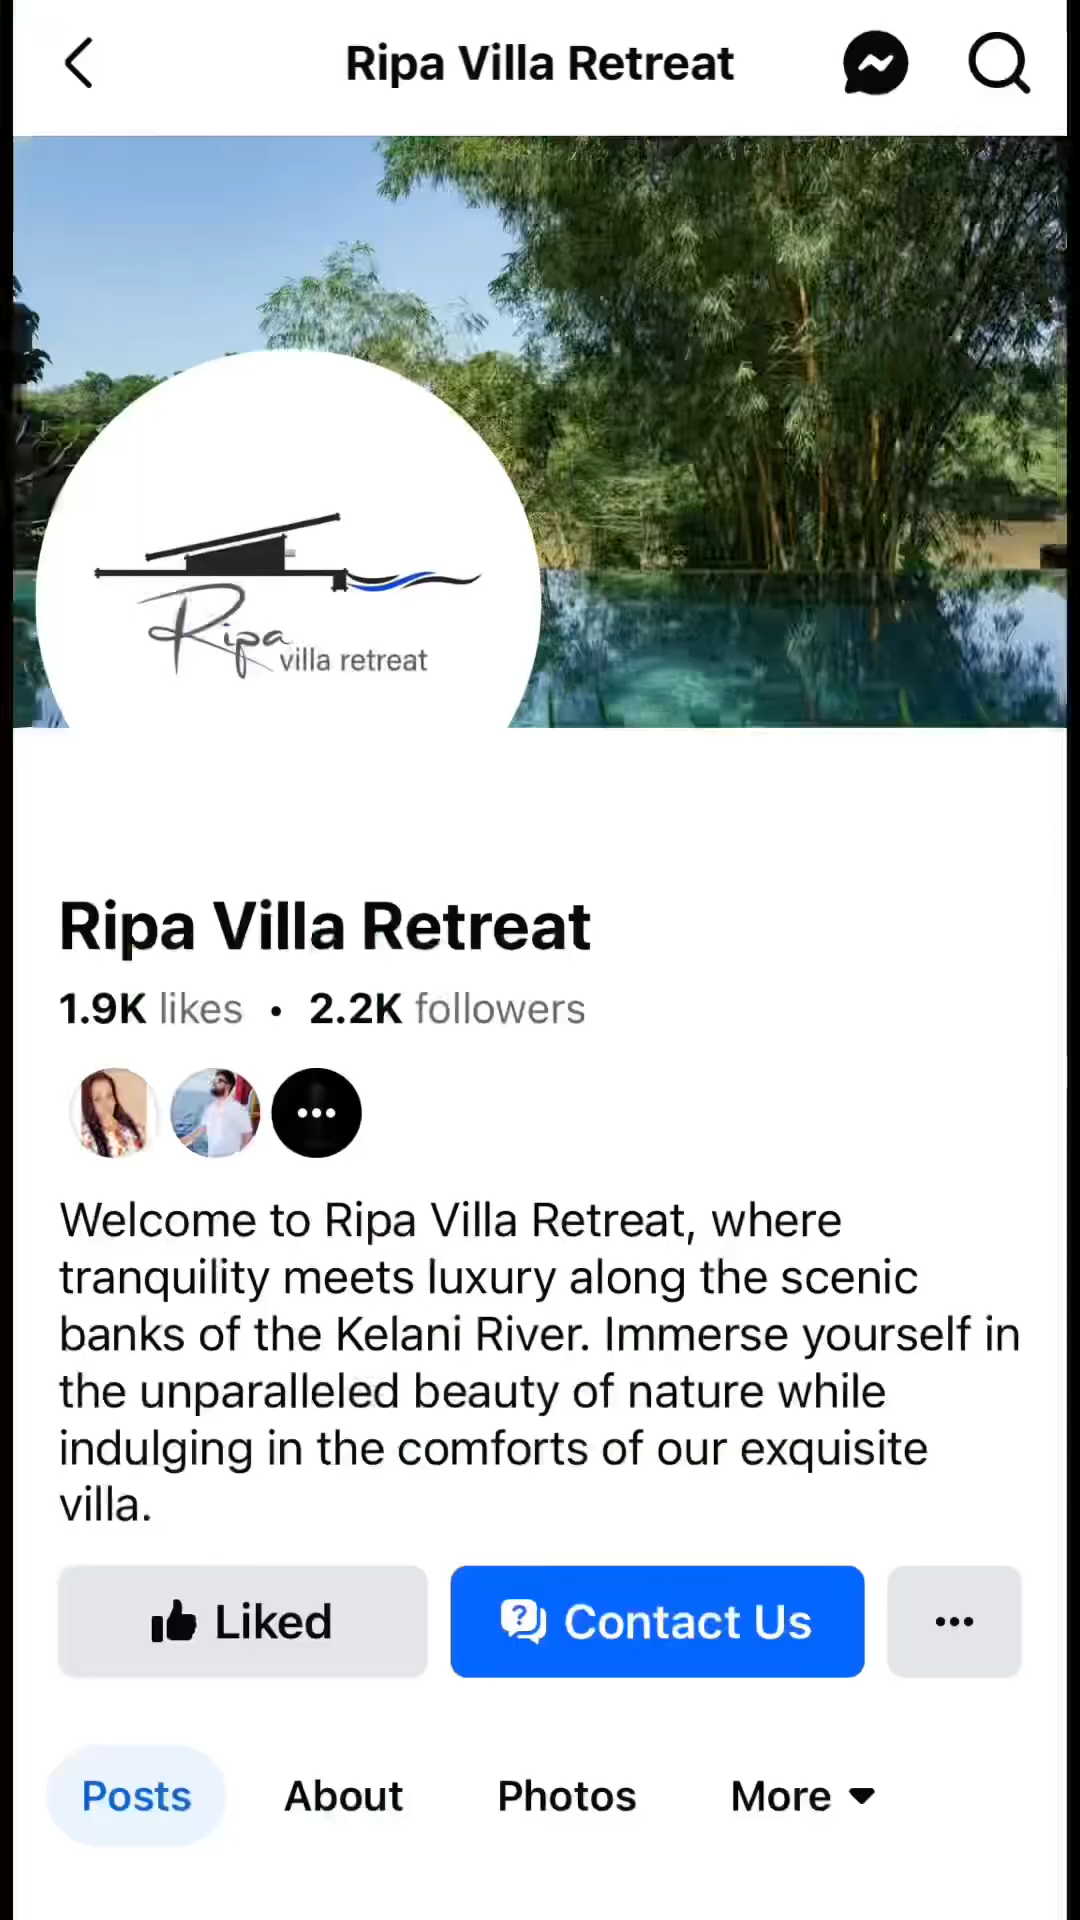 Ripa Villa Retreat
Ripa
villa retreat
Ripa Villa Retreat
1.9K likes • 2.2K followers
Welcome to Ripa Villa Retreat, where
tranquility meets luxury along the scenic
banks of the Kelani River. Immerse yourself in
the unparalleled beauty of nature while
indulging in the comforts of our exquisite
villa.
Liked
Contact Us
Posts
About
Photos
More